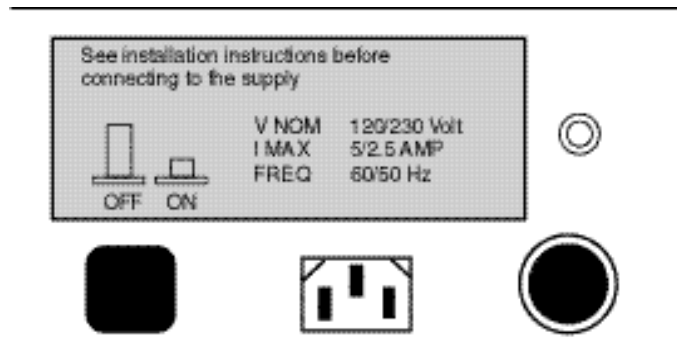 See installation instructions before
connecting to the supply
V NOM 120/230 Volt
I MAX 5/2.5 AMP
FREQ 60/50 Hz
OFF ON